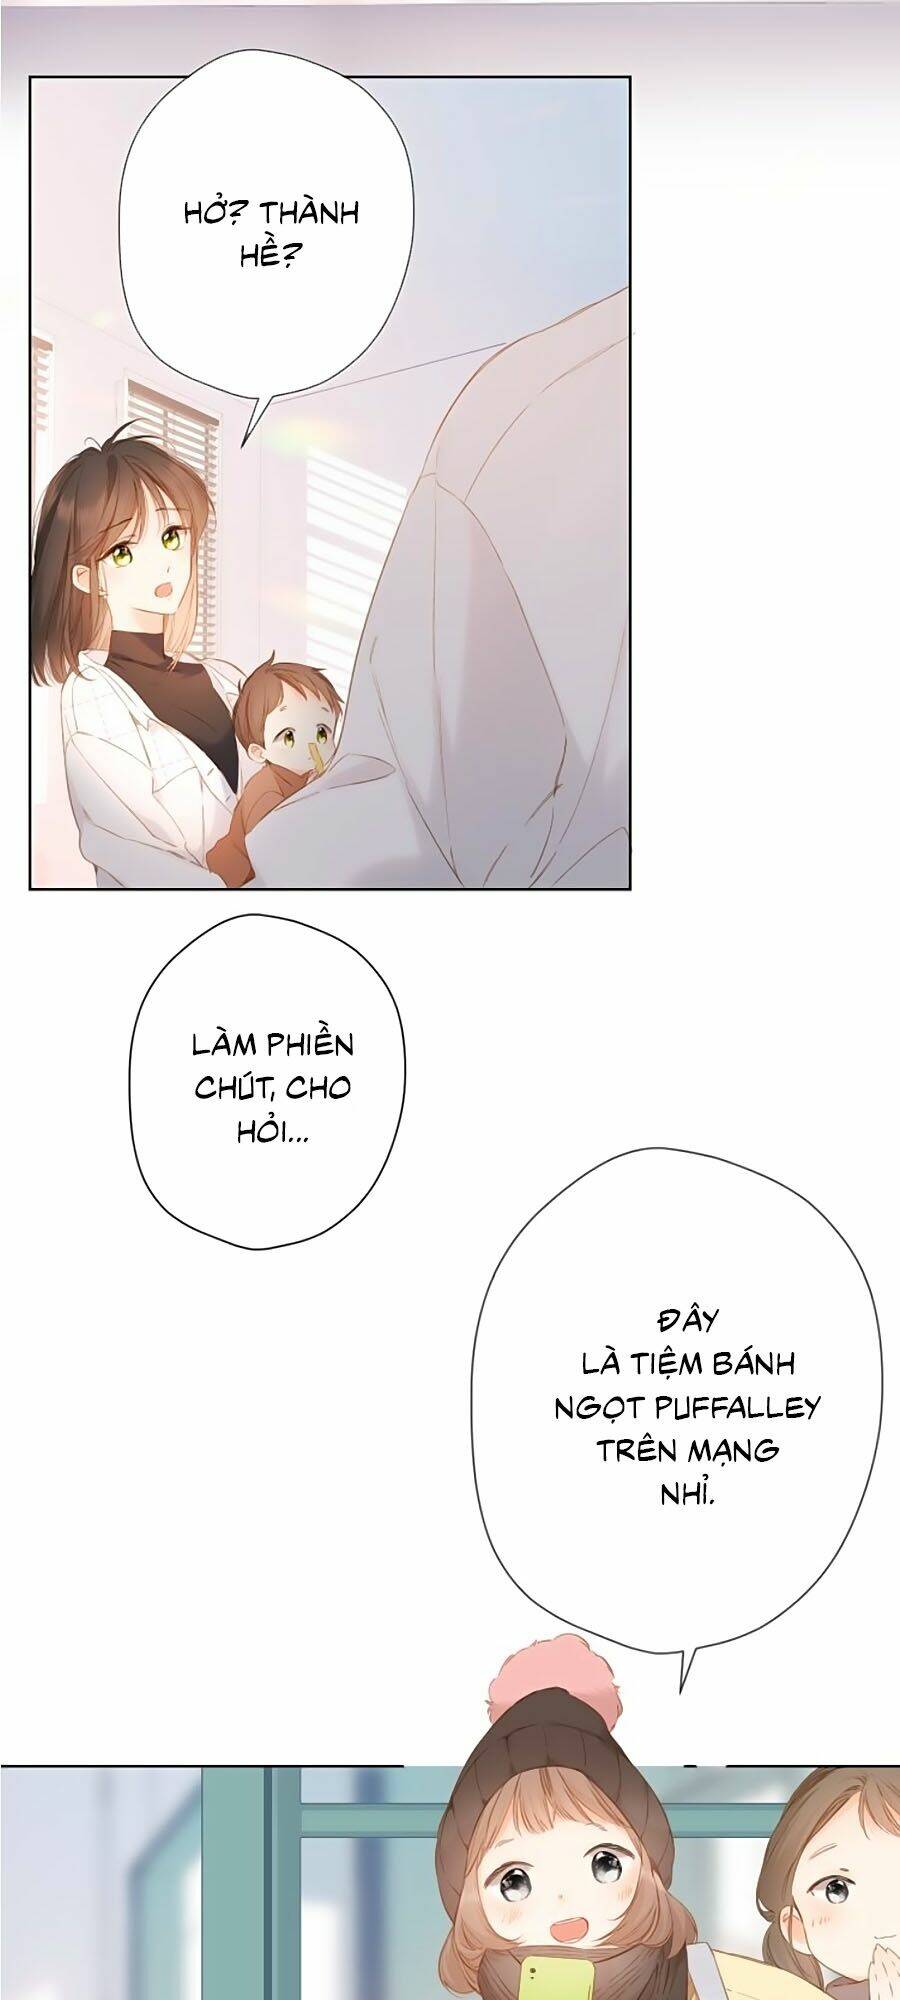 HỞ? THÀNH
HỀ?
LÀM PHIỀN
CHÚT, CHO
HỎI...
ĐÂY
LÀ TIỆM BÁNH
NGỌT PUFFALLEY
TRÊN MẠNG
NHỈ.